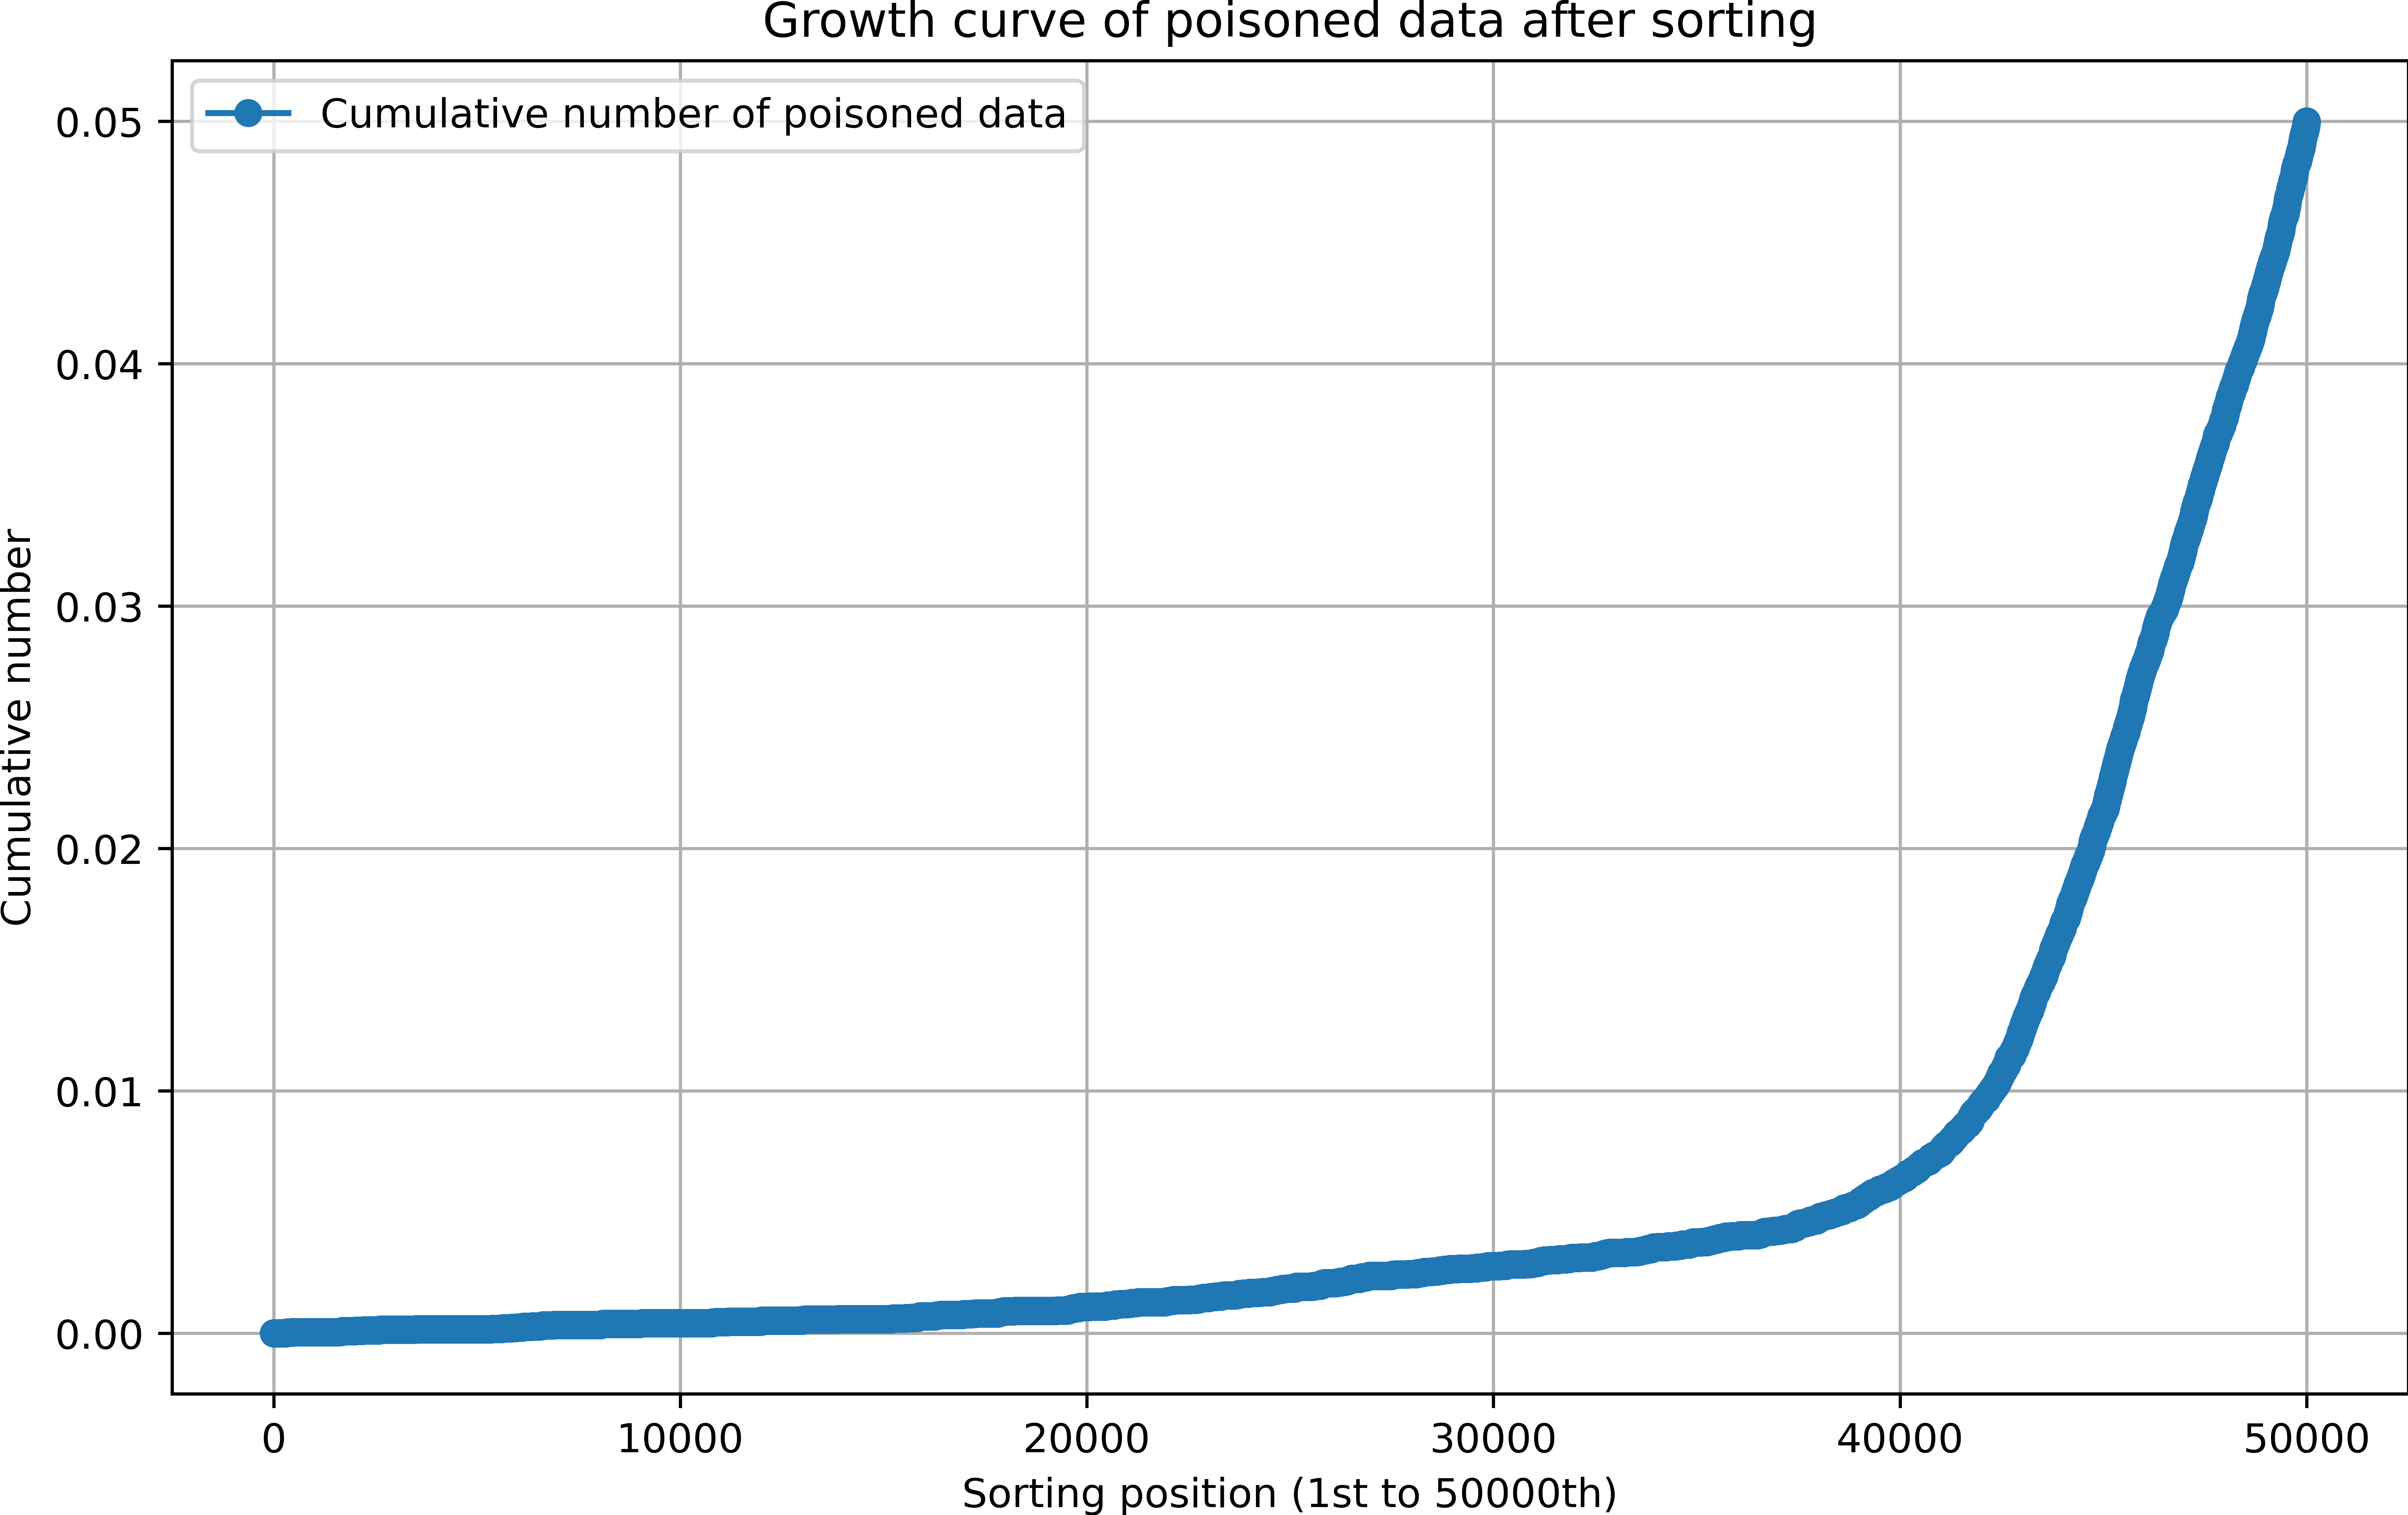 Growth curve of poisoned data after sorting
Cumulative number of poisoned data
0.05
0.04
0.03
0.02
0.01
0.00
Cumulative number
0 10000 20000 30000 40000 50000
Sorting position (1st to 50000th)